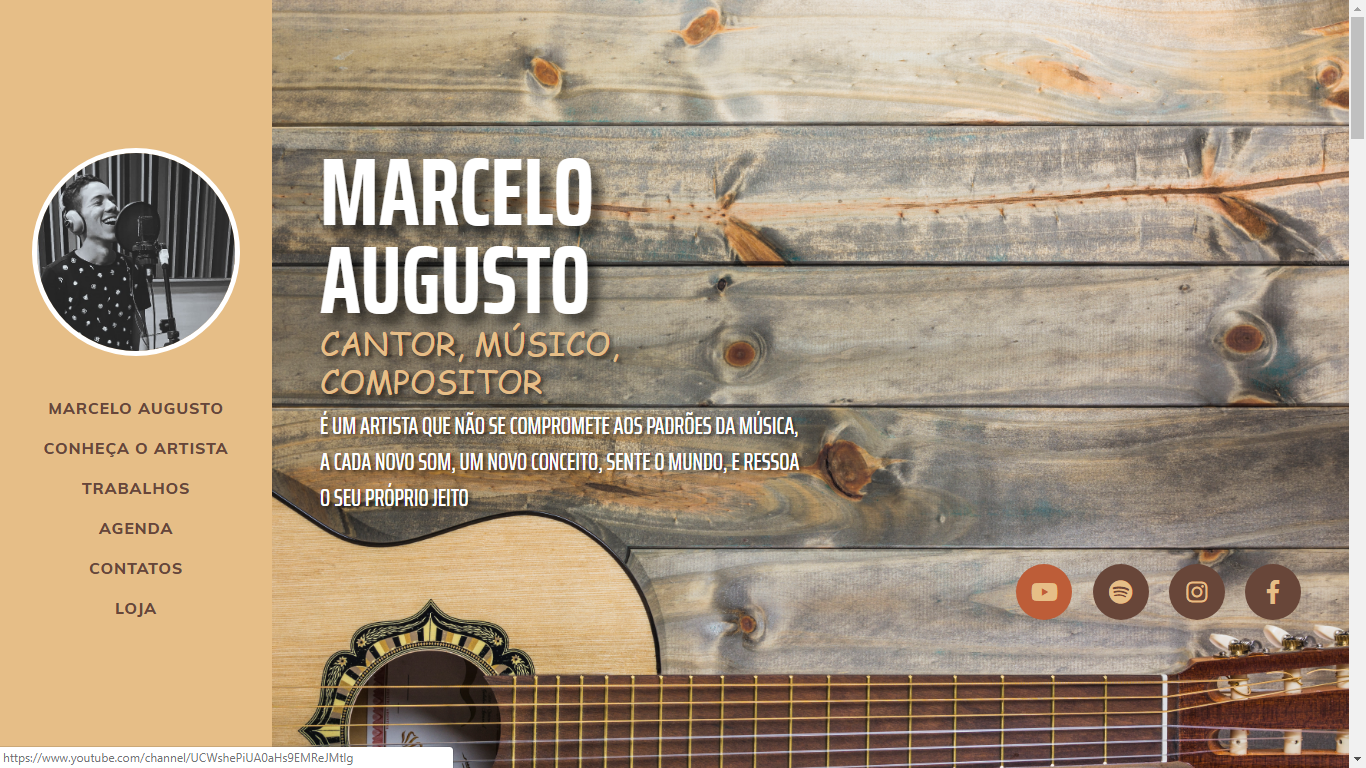 MARCELO AUGUSTO
CONHEÇA O ARTISTA
TRABALHOS
AGENDA
CONTATOS
LOJA
MARCELO
AUGUSTO
CANTOR, MÚSICO,
COMPOSITOR
É UM ARTISTA QUE NÃO SE COMPROMETE AOS PADRÕES DA MÚSICA,
A CADA NOVO SOM, UM NOVO CONCEITO, SENTE O MUNDO, E RESSOA
O SEU PRÓPRIO JEITO
https://www.youtube.com/channel/UCWshePiUA0aHs9EMReJMtIg